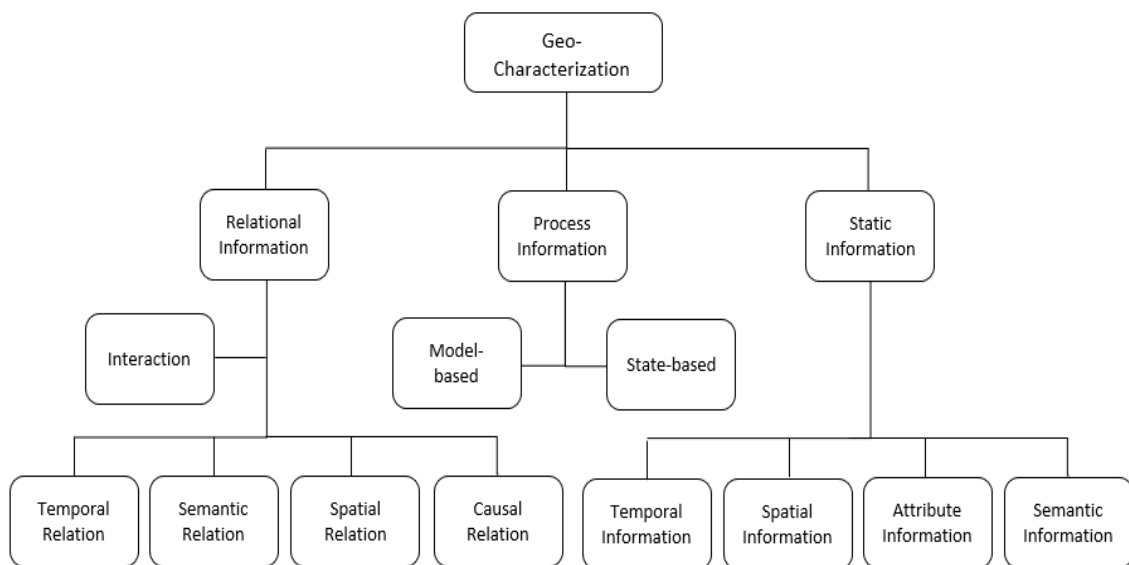 Geo-
Characterization
Relational
Information
Process
Information
Static
Information
Interaction
Model-
based
State-based
Temporal
Relation
Semantic
Relation
Spatial
Relation
Causal
Relation
Temporal
Information
Spatial
Information
Attribute
Information
Semantic
Information